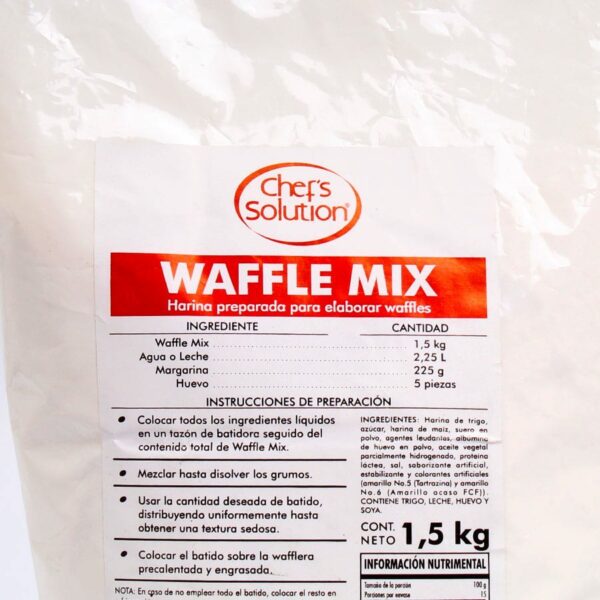 Chef's
Solution®
WAFFLE MIX
Harina preparada para elaborar waffles
INGREDIENTE CANTIDAD
Waffle Mix 1,5 kg
Agua o Leche 2,25 L
Margarina 225 g
Huevo 5 piezas
INSTRUCCIONES DE PREPARACIÓN
• Colocar todos los ingredientes líquidos
en un tazón de batidora seguido del
contenido total de Waffle Mix.
• Mezclar hasta disolver los grumos.
• Usar la cantidad deseada de batido,
distribuyendo uniformemente hasta
obtener una textura sedosa.
• Colocar el batido sobre la wafflera
precalentada y engrasada.
NOTA: En caso de no emplear todo el batido, colocar el resto en
INGREDIENTES: Harina de trigo,
azúcar, harina de maíz, suero en
polvo, agentes leudantes, albúmina
de huevo en polvo, aceite vegetal
parcialmente hidrogenado, proteína
láctea, sal, saborizante artificial,
estabilizante y colorantes artificiales
(amarillo No.5 (Tartrazina) y amarillo
No.6 (Amarillo ocaso FCF)).
CONTIENE TRIGO, LECHE, HUEVO Y
SOYA.
CONT.
NETO 1,5 kg
INFORMACIÓN NUTRIMENTAL
Tamaño de la porción 100 g
Porciones por envase 15